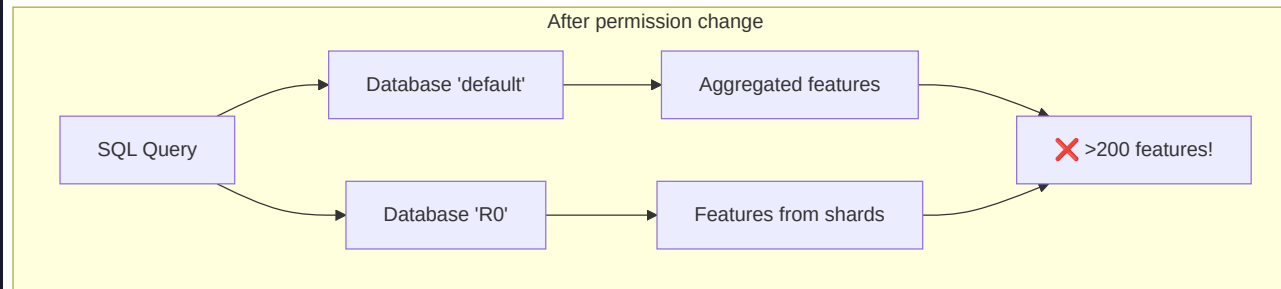 After permission change
SQL Query
Database 'default'
Aggregated features
Database 'R0'
Features from shards
❌ >200 features!